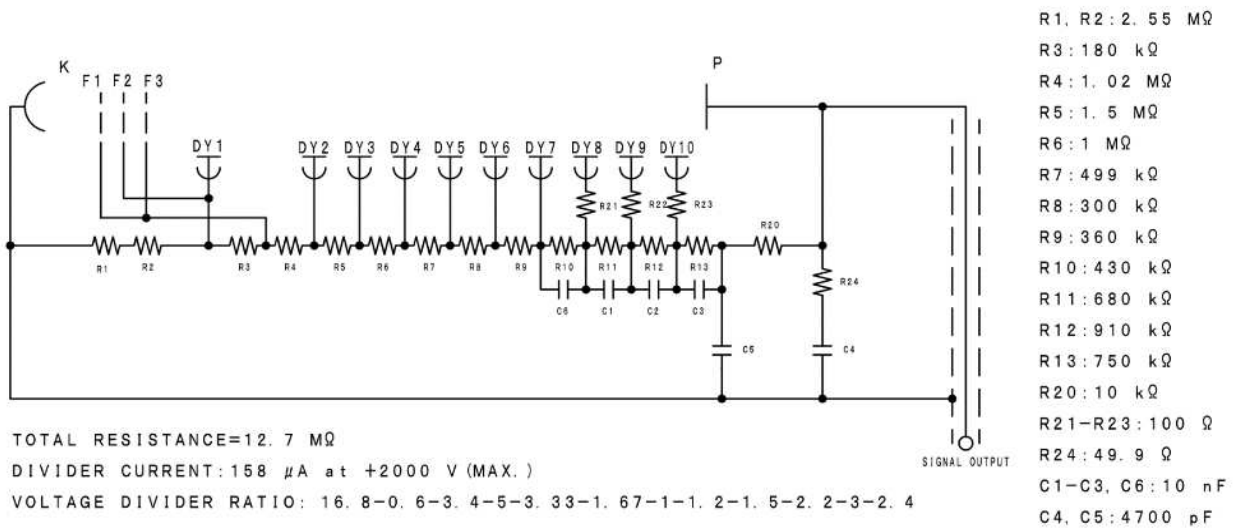 K
F1 F2 F3
P
DY1 DY2 DY3 DY4 DY5 DY6 DY7 DY8 DY9 DY10
R21 R22 R23
R20
R1 R2 R3 R4 R5 R6 R7 R8 R9 R10 R11 R12 R13
R24
C6 C1 C2 C3
C5 C4
SIGNAL OUTPUT
TOTAL RESISTANCE=12.7 MΩ
DIVIDER CURRENT:158 μA at +2000 V(MAX.)
VOLTAGE DIVIDER RATIO: 16.8-0.6-3.4-5-3.33-1.67-1-1.2-1.5-2.2-3-2.4
R1, R2:2.55 MΩ
R3:180 kΩ
R4:1.02 MΩ
R5:1.5 MΩ
R6:1 MΩ
R7:499 kΩ
R8:300 kΩ
R9:360 kΩ
R10:430 kΩ
R11:680 kΩ
R12:910 kΩ
R13:750 kΩ
R20:10 kΩ
R21-R23:100 Ω
R24:49.9 Ω
C1-C3, C6:10 nF
C4, C5:4700 pF